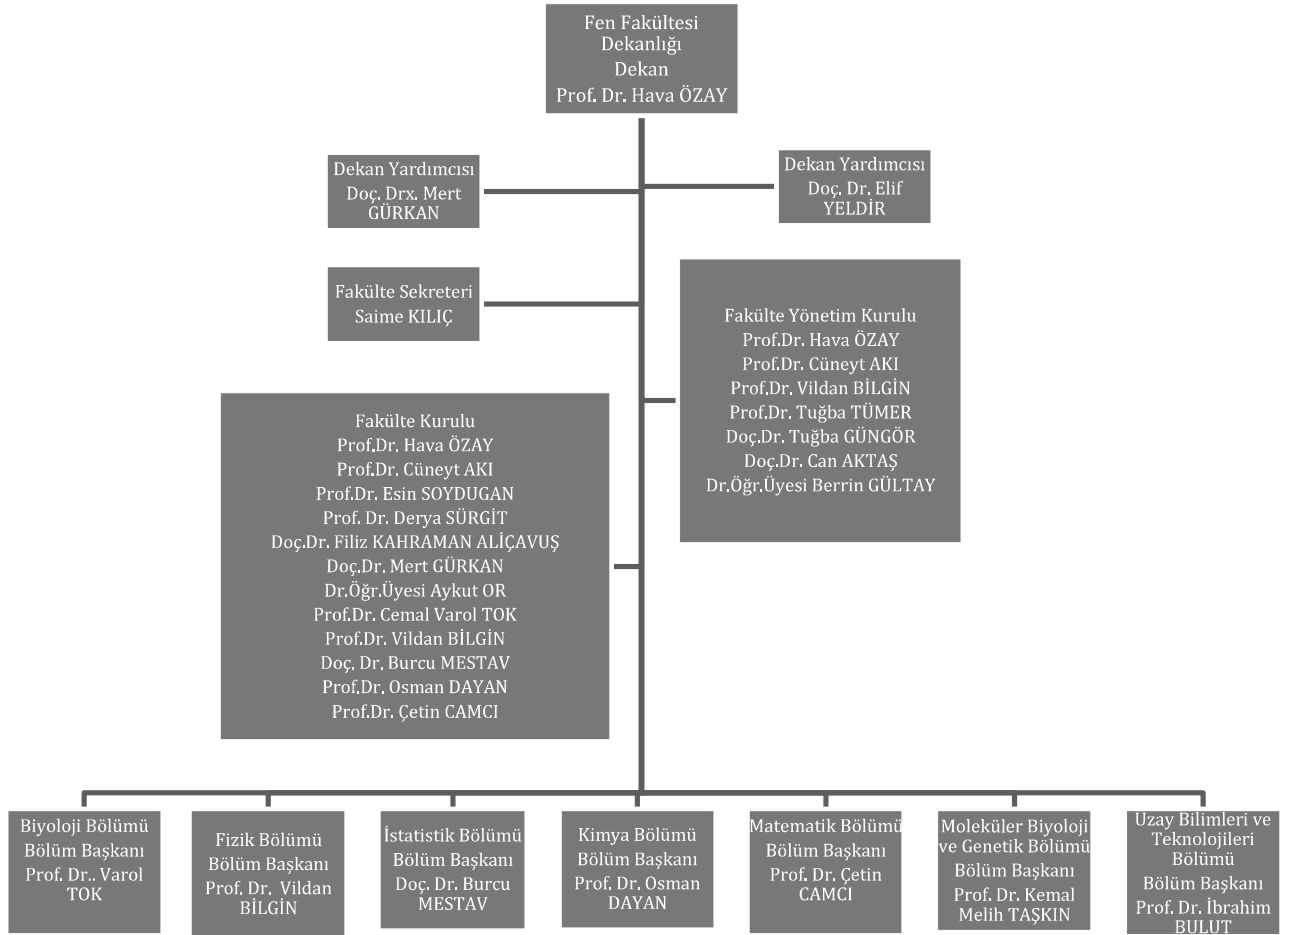 Fen Fakültesi
Dekanlığı
Dekan
Prof. Dr. Hava ÖZAY
Dekan Yardımcısı
Doç. Drx. Mert
GÜRKAN
Dekan Yardımcısı
Doç. Dr. Elif
YELDİR
Fakülte Sekreteri
Saime KILIÇ
Fakülte Yönetim Kurulu
Prof.Dr. Hava ÖZAY
Prof.Dr. Cüneyt AKI
Prof.Dr. Vildan BİLGİN
Prof.Dr. Tuğba TÜMER
Doç.Dr. Tuğba GÜNGÖR
Doç.Dr. Can AKTAŞ
Dr.Öğr.Üyesi Berrin GÜLTAY
Fakülte Kurulu
Prof.Dr. Hava ÖZAY
Prof.Dr. Cüneyt AKI
Prof.Dr. Esin SOYDUGAN
Prof. Dr. Derya SÜRGİT
Doç.Dr. Filiz KAHRAMAN ALİÇAVUŞ
Doç.Dr. Mert GÜRKAN
Dr.Öğr.Üyesi Aykut OR
Prof.Dr. Cemal Varol TOK
Prof.Dr. Vildan BİLGİN
Doç. Dr. Burcu MESTAV
Prof.Dr. Osman DAYAN
Prof.Dr. Çetin CAMCI
Biyoloji Bölümü
Bölüm Başkanı
Prof. Dr.. Varol
TOK
Fizik Bölümü
Bölüm Başkanı
Prof. Dr. Vildan
BİLGİN
İstatistik Bölümü
Bölüm Başkanı
Doç. Dr. Burcu
MESTAV
Kimya Bölümü
Bölüm Başkanı
Prof. Dr. Osman
DAYAN
Matematik Bölümü
Bölüm Başkanı
Prof. Dr. Çetin
CAMCI
Moleküler Biyoloji
ve Genetik Bölümü
Bölüm Başkanı
Prof. Dr. Kemal
Melih TAŞKIN
Uzay Bilimleri ve
Teknolojileri
Bölümü
Bölüm Başkanı
Prof. Dr. İbrahim
BULUT